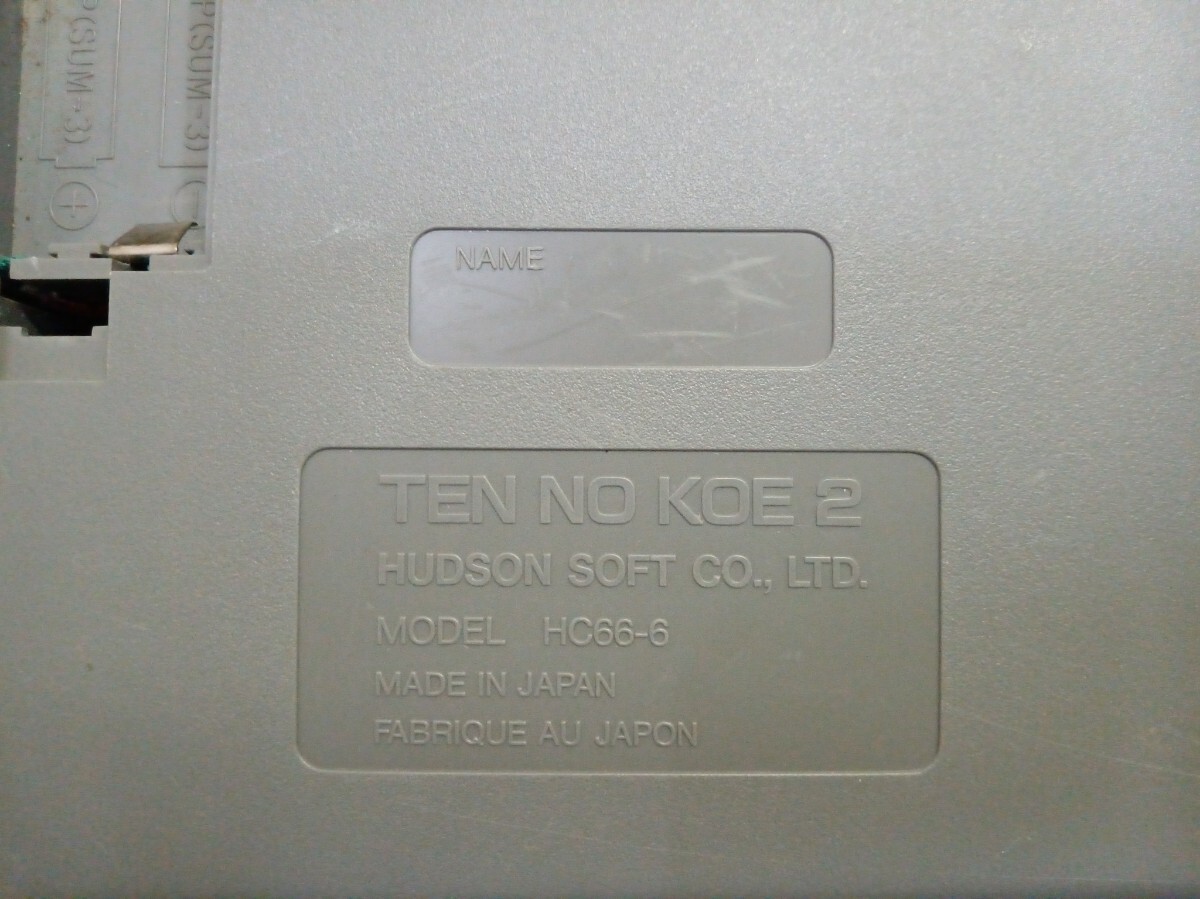 P(SUM-3)
P(SUM-3)
NAME
TEN NO KOE 2
HUDSON SOFT CO., LTD.
MODEL HC66-6
MADE IN JAPAN
FABRIQUE AU JAPON